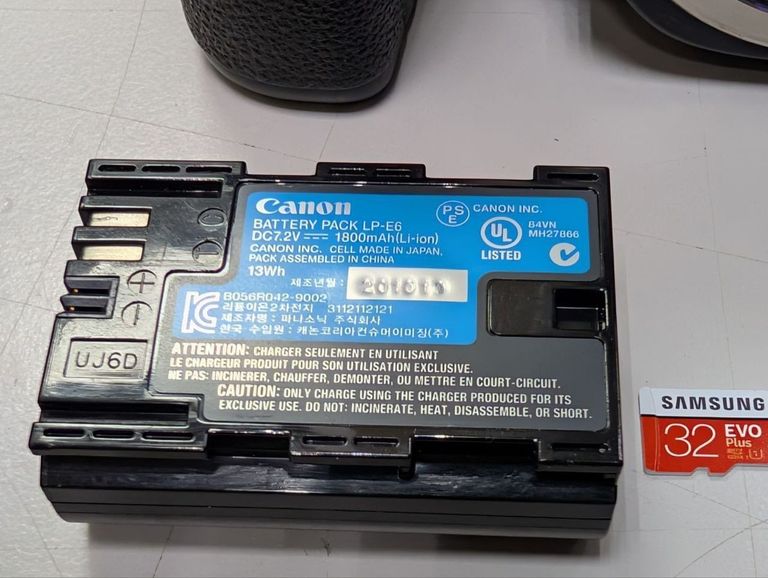 Canon
BATTERY PACK LP-E6
DC7.2V 1800mAh(Li-ion)
CANON INC. CELL MADE IN JAPAN,
PACK ASSEMBLED IN CHINA
13Wh
제조년월 :
PS
E
CANON INC.
UL
LISTED
84VN
MH27866
B056R042-9002
리튬이온2차전지 3112112121
제조자명 : 파나소닉 주식회사
한국 수입원 : 캐논코리아컨슈머이미징(주)
ATTENTION: CHARGER SEULEMENT EN UTILISANT
LE CHARGEUR PRODUIT POUR SON UTILISATION EXCLUSIVE.
NE PAS: INCINERER, CHAUFFER, DEMONTER, OU METTRE EN COURT-CIRCUIT.
CAUTION: ONLY CHARGE USING THE CHARGER PRODUCED FOR ITS
EXCLUSIVE USE. DO NOT: INCINERATE, HEAT, DISASSEMBLE, OR SHORT.
UJ6D
SAMSUNG
32 EVO
Plus